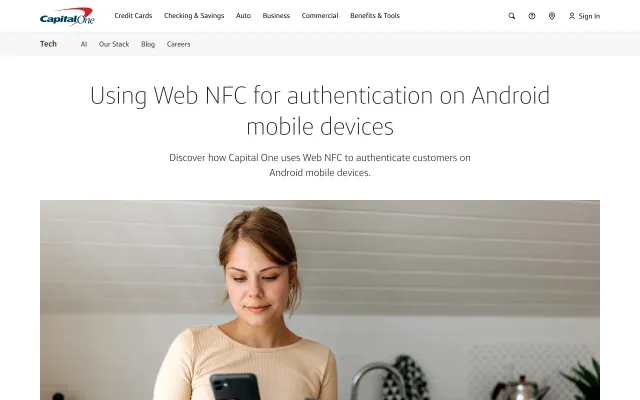 Capital One
Credit Cards Checking & Savings Auto Business Commercial Benefits & Tools Sign In
Tech AI Our Stack Blog Careers
Using Web NFC for authentication on Android
mobile devices
Discover how Capital One uses Web NFC to authenticate customers on
Android mobile devices.